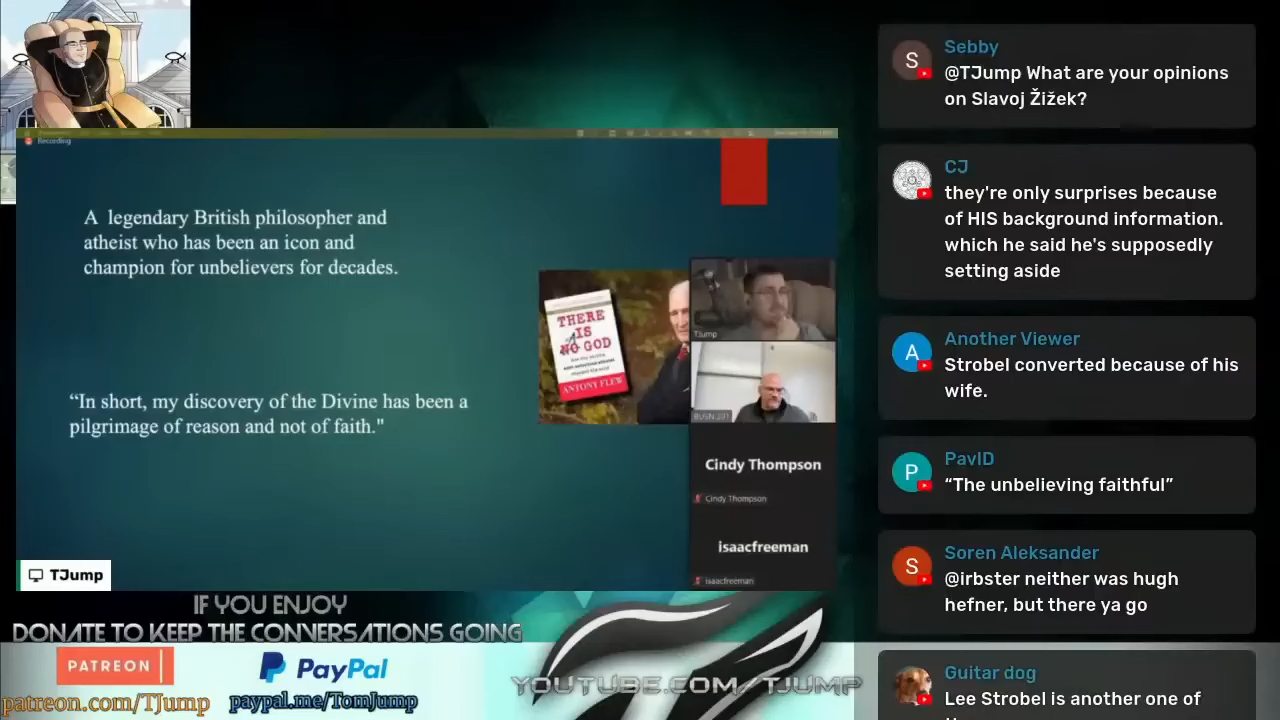 Recording
A legendary British philosopher and
atheist who has been an icon and
champion for unbelievers for decades.
“In short, my discovery of the Divine has been a
pilgrimage of reason and not of faith."
THERE
IS
NO GOD
ANTONY FLEW
TJump
Cindy Thompson
Cindy Thompson
isaacfreeman
isaacfreeman
TJump
IF YOU ENJOY
DONATE TO KEEP THE CONVERSATIONS GOING
PATREON
PayPal
patreon.com/TJump
paypal.me/TomJump
YOUTUBE.COM/TJUMP
S
Sebby
@TJump What are your opinions
on Slavoj Žižek?
CJ
they're only surprises because
of HIS background information.
which he said he's supposedly
setting aside
A
Another Viewer
Strobel converted because of his
wife.
P
PavID
“The unbelieving faithful”
S
Soren Aleksander
@irbster neither was hugh
hefner, but there ya go
Guitar dog
Lee Strobel is another one of